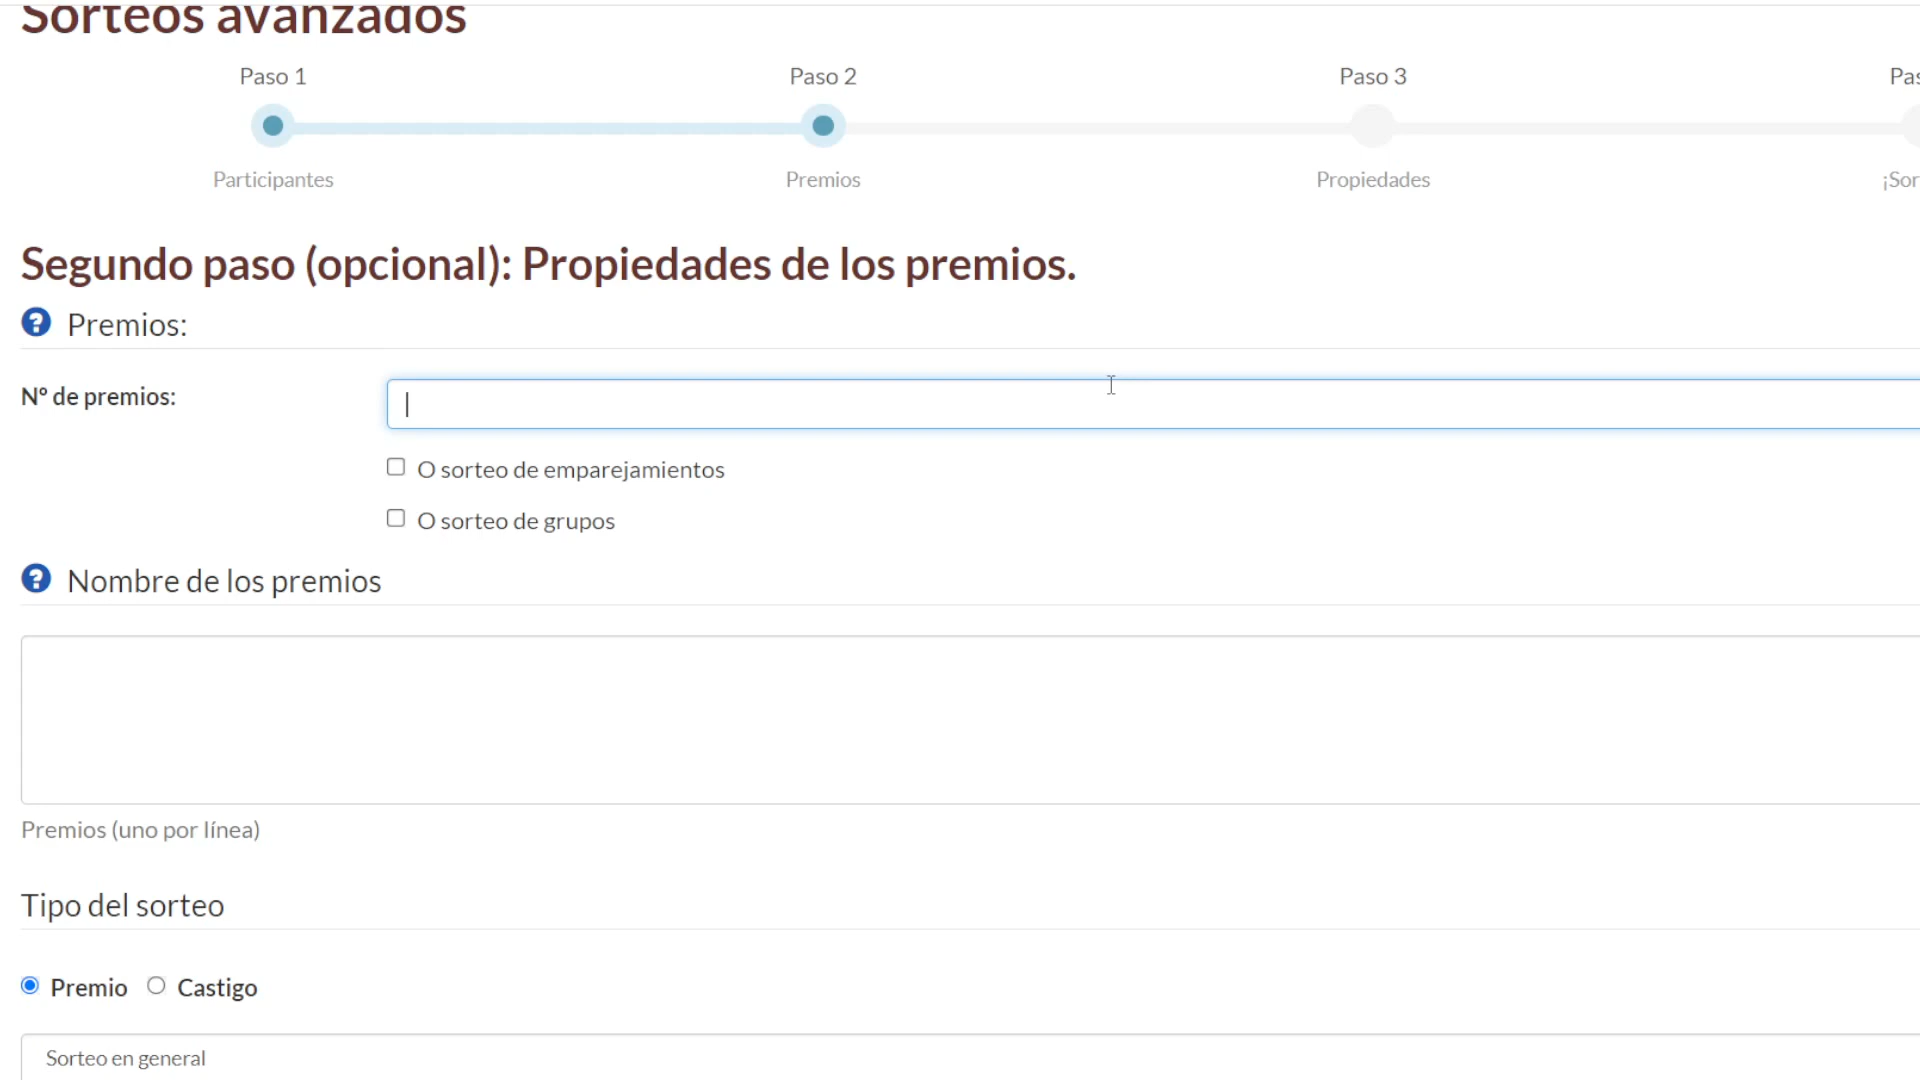 Sorteos avanzados
Paso 1
Paso 2
Paso 3
Participantes
Premios
Propiedades
Segundo paso (opcional): Propiedades de los premios.
Premios:
Nº de premios:
O sorteo de emparejamientos
O sorteo de grupos
Nombre de los premios
Premios (uno por línea)
Tipo del sorteo
Premio Castigo
Sorteo en general